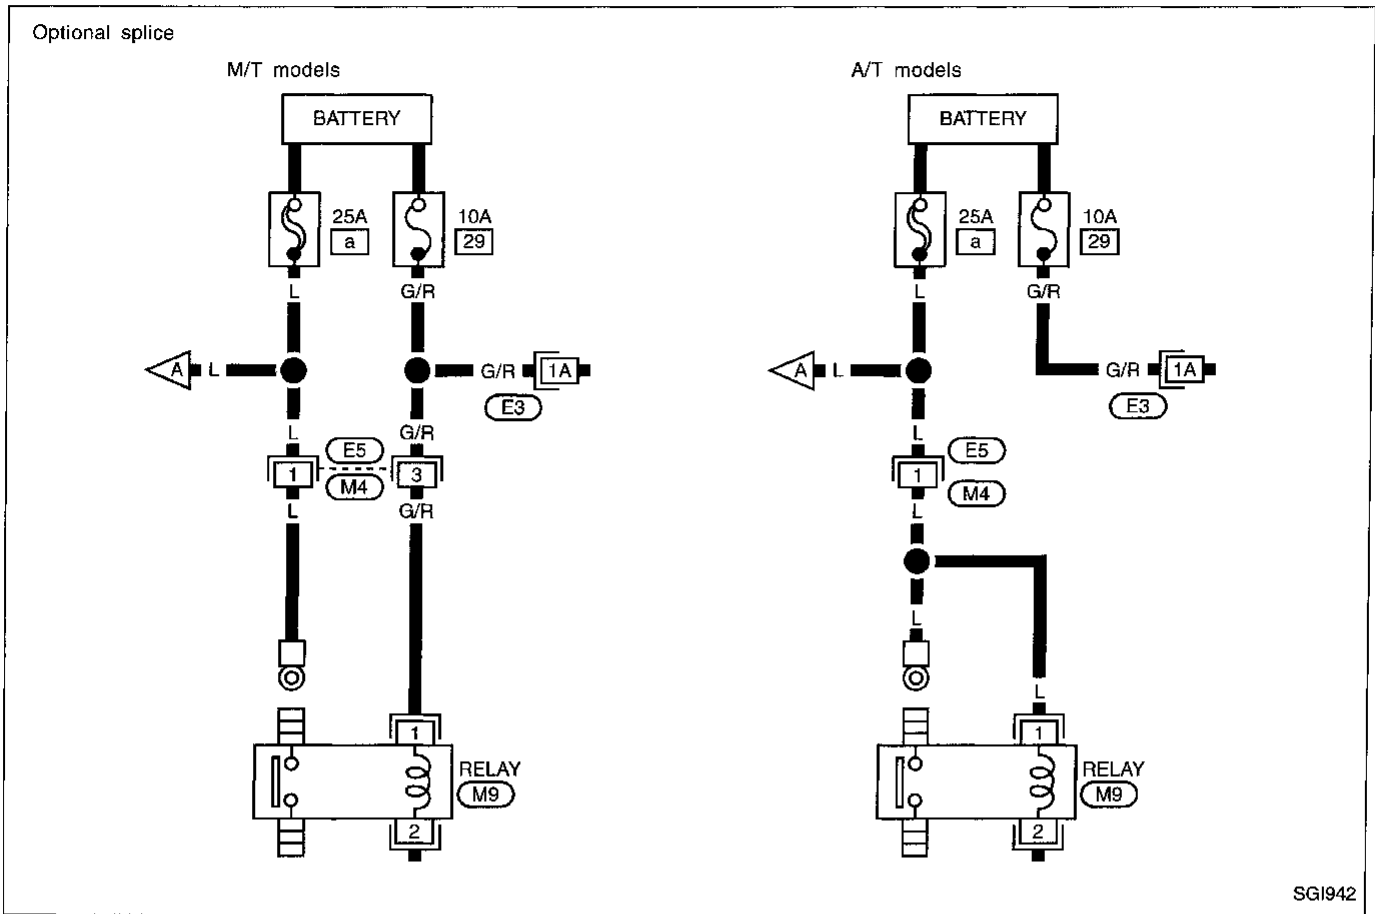 Optional splice
M/T models
BATTERY
25A
a
10A
29
L
G/R
A
L
G/R
1A
E3
L
G/R
E5
1
3
M4
L
G/R
1
RELAY
M9
2
A/T models
BATTERY
25A
a
10A
29
L
G/R
A
L
G/R
1A
E3
L
E5
1
M4
L
L
L
1
RELAY
M9
2
SGI942